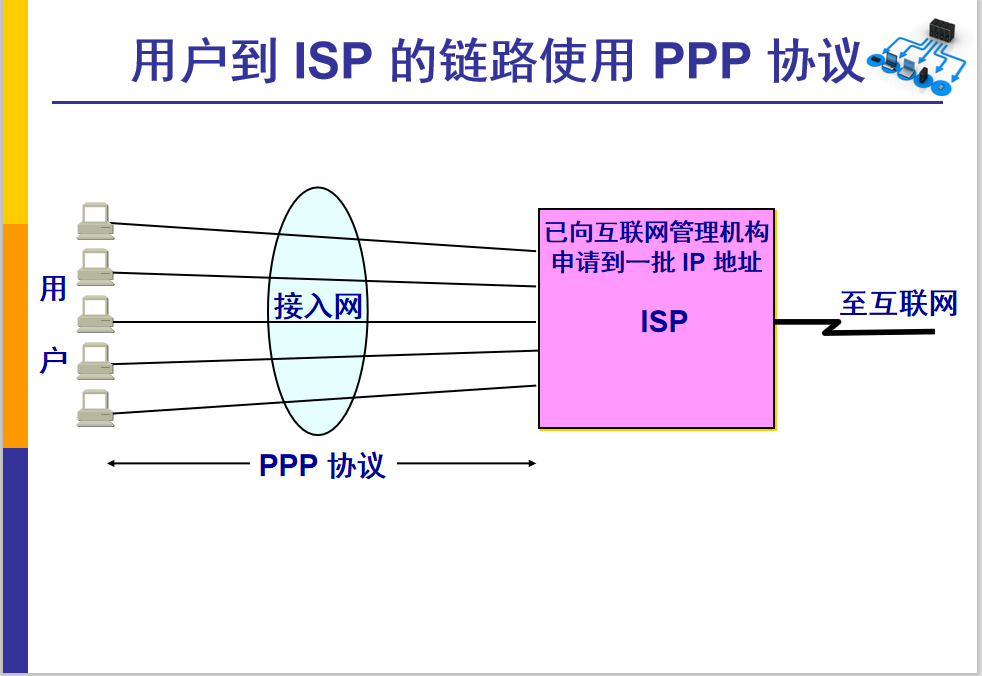 用户到 ISP 的链路使用 PPP 协议
已向互联网管理机构
申请到一批 IP 地址
用
户
接入网
ISP
至互联网
PPP 协议